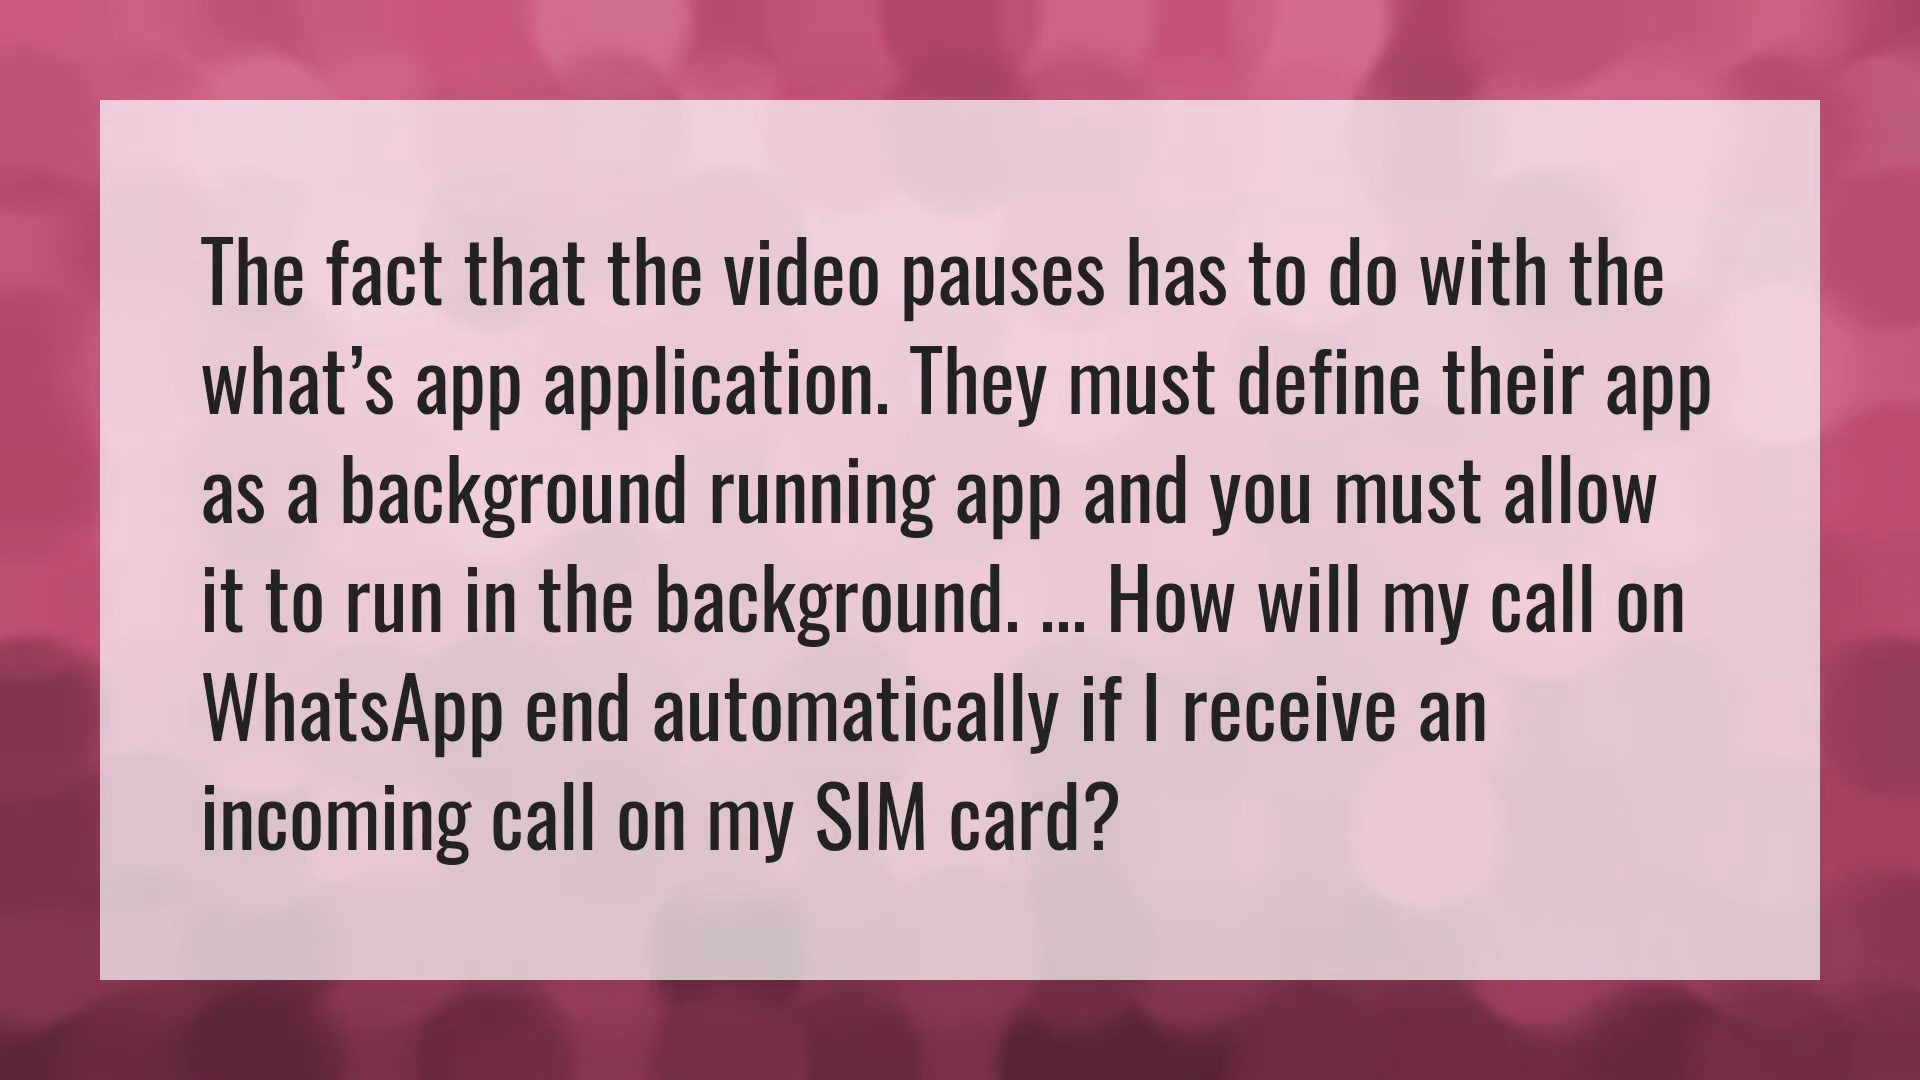 The fact that the video pauses has to do with the
what’s app application. They must define their app
as a background running app and you must allow
it to run in the background. ... How will my call on
WhatsApp end automatically if I receive an
incoming call on my SIM card?